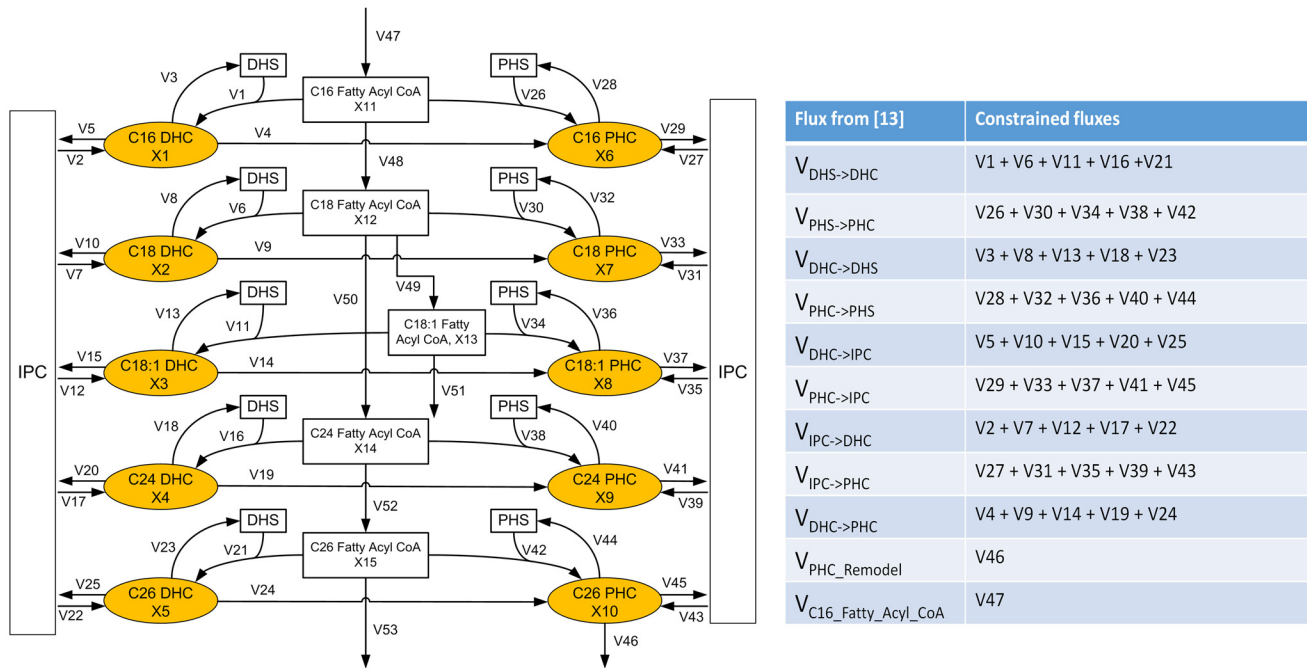 V47
DHS
PHS
V3
V28
C16 Fatty Acyl CoA
X11
V1
V26
V5
C16 DHC
X1
V2
V4
C16 PHC
X6
V29
V27
V48
DHS
PHS
V8
V32
C18 Fatty Acyl CoA
X12
V6
V30
V10
C18 DHC
X2
V7
V9
C18 PHC
X7
V33
V31
V50
V49
DHS
PHS
V13
V36
V11
C18:1 Fatty
Acyl CoA, X13
V34
IPC
V15
C18:1 DHC
X3
V12
V14
C18:1 PHC
X8
V37
V35
IPC
V51
DHS
PHS
V18
V40
V16
C24 Fatty Acyl CoA
X14
V38
V20
C24 DHC
X4
V17
V19
C24 PHC
X9
V41
V39
V52
DHS
PHS
V23
V44
V21
C26 Fatty Acyl CoA
X15
V42
V25
C26 DHC
X5
V22
V24
C26 PHC
X10
V45
V43
V53
V46
Flux from [13] Constrained fluxes
VDHS->DHC V1 + V6 + V11 + V16 +V21
VPHS->PHC V26 + V30 + V34 + V38 + V42
VDHC->DHS V3 + V8 + V13 + V18 + V23
VPHC->PHS V28 + V32 + V36 + V40 + V44
VDHC->IPC V5 + V10 + V15 + V20 + V25
VPHC->IPC V29 + V33 + V37 + V41 + V45
VIPC->DHC V2 + V7 + V12 + V17 + V22
VIPC->PHC V27 + V31 + V35 + V39 + V43
VDHC->PHC V4 + V9 + V14 + V19 + V24
VPHC_Remodel V46
VC16_Fatty_Acyl_CoA V47